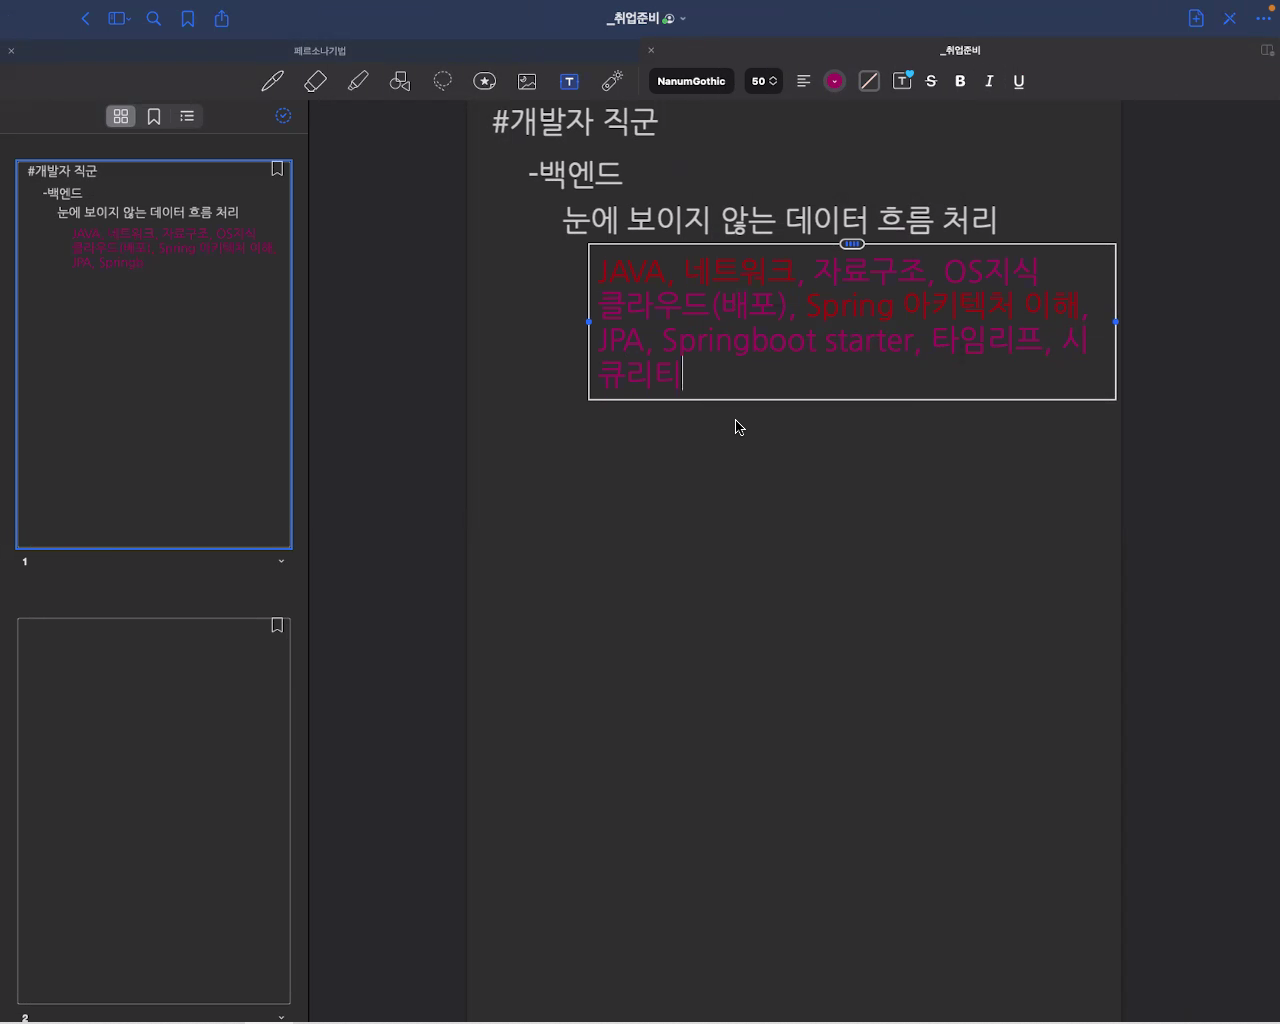 _취업준비
페르소나기법
_취업준비
NanumGothic
50
S B I U
#개발자 직군
-백엔드
눈에 보이지 않는 데이터 흐름 처리
JAVA, 네트워크, 자료구조, OS지식
클라우드(배포), Spring 아키텍처 이해,
JPA, Springboot starter, 타임리프, 시
큐리티
#개발자 직군
-백엔드
눈에 보이지 않는 데이터 흐름 처리
JAVA, 네트워크, 자료구조, OS지식
클라우드(배포), Spring 아키텍처 이해,
1
2